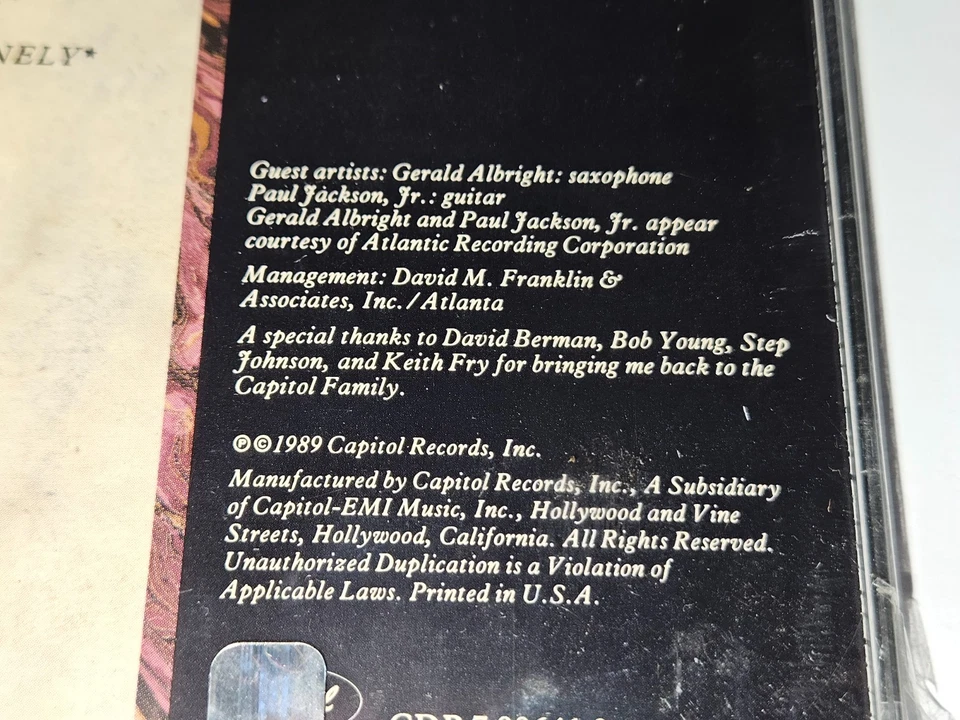 NELY*
Guest artists: Gerald Albright: saxophone
Paul Jackson, Jr.: guitar
Gerald Albright and Paul Jackson, Jr. appear
courtesy of Atlantic Recording Corporation
Management: David M. Franklin &
Associates, Inc./Atlanta
A special thanks to David Berman, Bob Young, Step
Johnson, and Keith Fry for bringing me back to the
Capitol Family.
℗©1989 Capitol Records, Inc.
Manufactured by Capitol Records, Inc., A Subsidiary
of Capitol-EMI Music, Inc., Hollywood and Vine
Streets, Hollywood, California. All Rights Reserved.
Unauthorized Duplication is a Violation of
Applicable Laws. Printed in U.S.A.